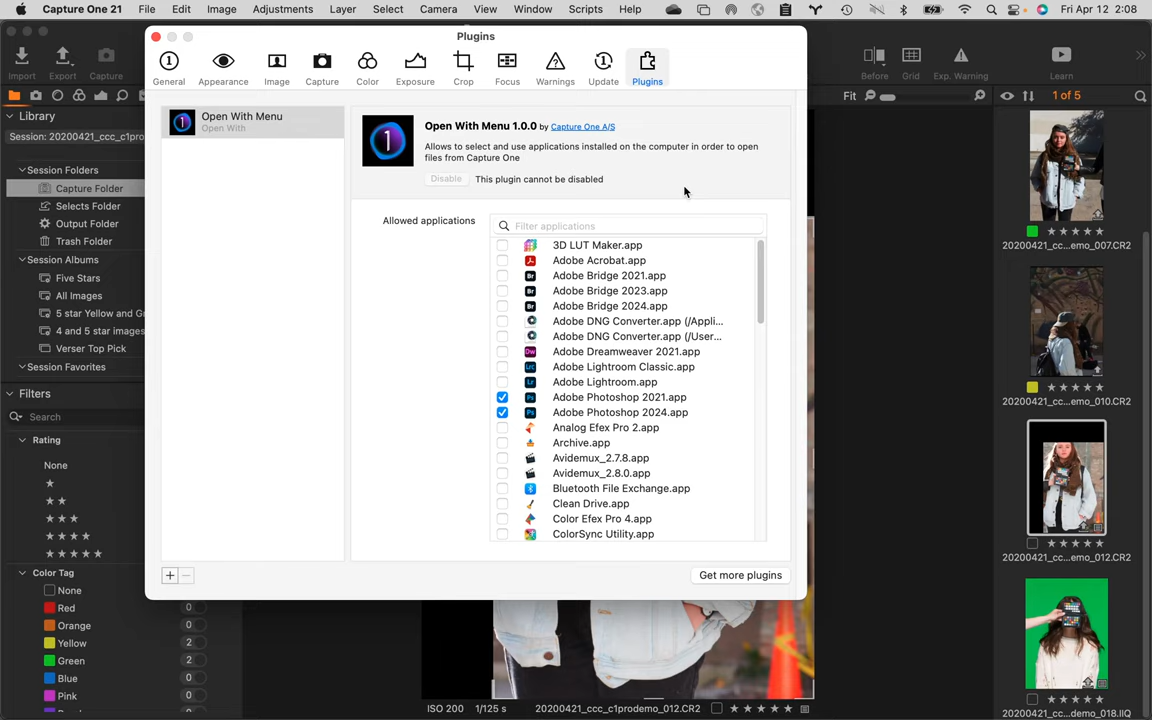 Capture One 21 File Edit Image Adjustments Layer Select Camera View Window Scripts Help Fri Apr 12 2:08
Plugins
Import Export Capture
General Appearance Image Capture Color Exposure Crop Focus Warnings Update Plugins
Before Grid Exp. Warning Learn
Fit 1 of 5
Library
Session: 20200421_ccc_c1pro
Session Folders
Capture Folder
Selects Folder
Output Folder
Trash Folder
Session Albums
Five Stars
All Images
5 star Yellow and Gr
4 and 5 star images
Verser Top Pick
Session Favorites
Filters
Search
Rating
None
Color Tag
None
Red 0
Orange 0
Yellow 2
Green 2
Blue 0
Pink 0
Open With Menu
Open With
Open With Menu 1.0.0 by Capture One A/S
Allows to select and use applications installed on the computer in order to open
files from Capture One
Disable This plugin cannot be disabled
Allowed applications
Filter applications
3D LUT Maker.app
Adobe Acrobat.app
Adobe Bridge 2021.app
Adobe Bridge 2023.app
Adobe Bridge 2024.app
Adobe DNG Converter.app (/Appli...
Adobe DNG Converter.app (/User...
Adobe Dreamweaver 2021.app
Adobe Lightroom Classic.app
Adobe Lightroom.app
Adobe Photoshop 2021.app
Adobe Photoshop 2024.app
Analog Efex Pro 2.app
Archive.app
Avidemux_2.7.8.app
Avidemux_2.8.0.app
Bluetooth File Exchange.app
Clean Drive.app
Color Efex Pro 4.app
ColorSync Utility.app
Get more plugins
20200421_cc...emo_007.CR2
20200421_cc...emo_010.CR2
20200421_cc...emo_012.CR2
20200421_cc...demo_018.IIQ
ISO 200 1/125 s 20200421_ccc_c1prodemo_012.CR2